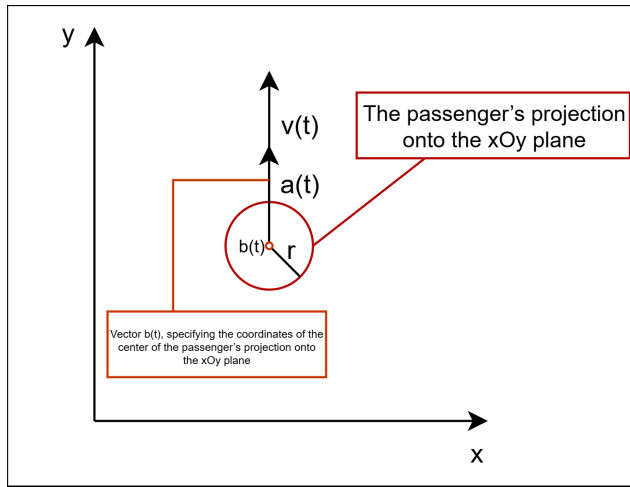 y
v(t)
The passenger's projection
onto the xOy plane
a(t)
b(t)
r
Vector b(t), specifying the coordinates of the
center of the passenger's projection onto
the xOy plane
x